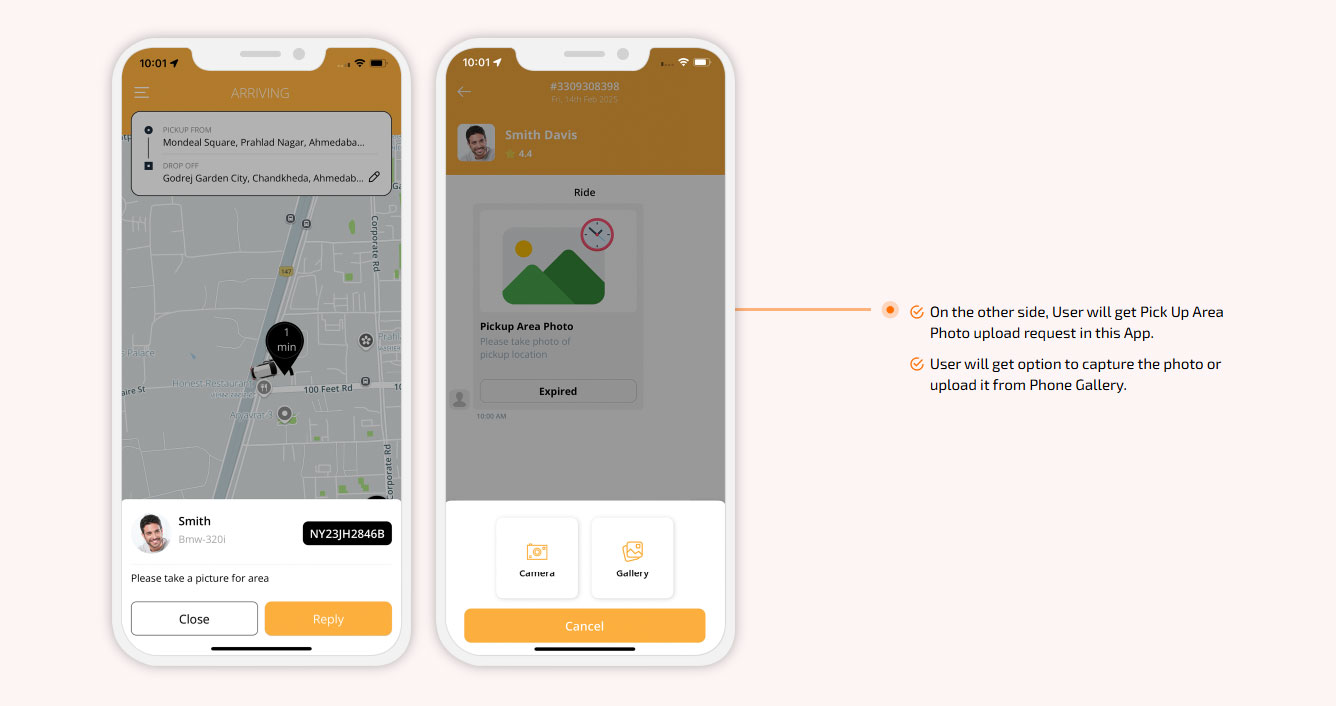 10:01
ARRIVING
PICKUP FROM
Mondeal Square, Prahlad Nagar, Ahmedaba...
DROP OFF
Godrej Garden City, Chandkheda, Ahmedab...
Corporate Rd
147
1
min
Palace
Honest Restaurant
100 Feet Rd
aire St
Aryavrat 3
Corporate Rd
Smith
Bmw-320i
NY23JH2846B
Please take a picture for area
Close
Reply
10:01
#3309308398
Fri, 14th Feb 2025
Smith Davis
4.4
Ride
Pickup Area Photo
Please take photo of
pickup location
Expired
10:00 AM
Camera
Gallery
Cancel
On the other side, User will get Pick Up Area
Photo upload request in this App.
User will get option to capture the photo or
upload it from Phone Gallery.